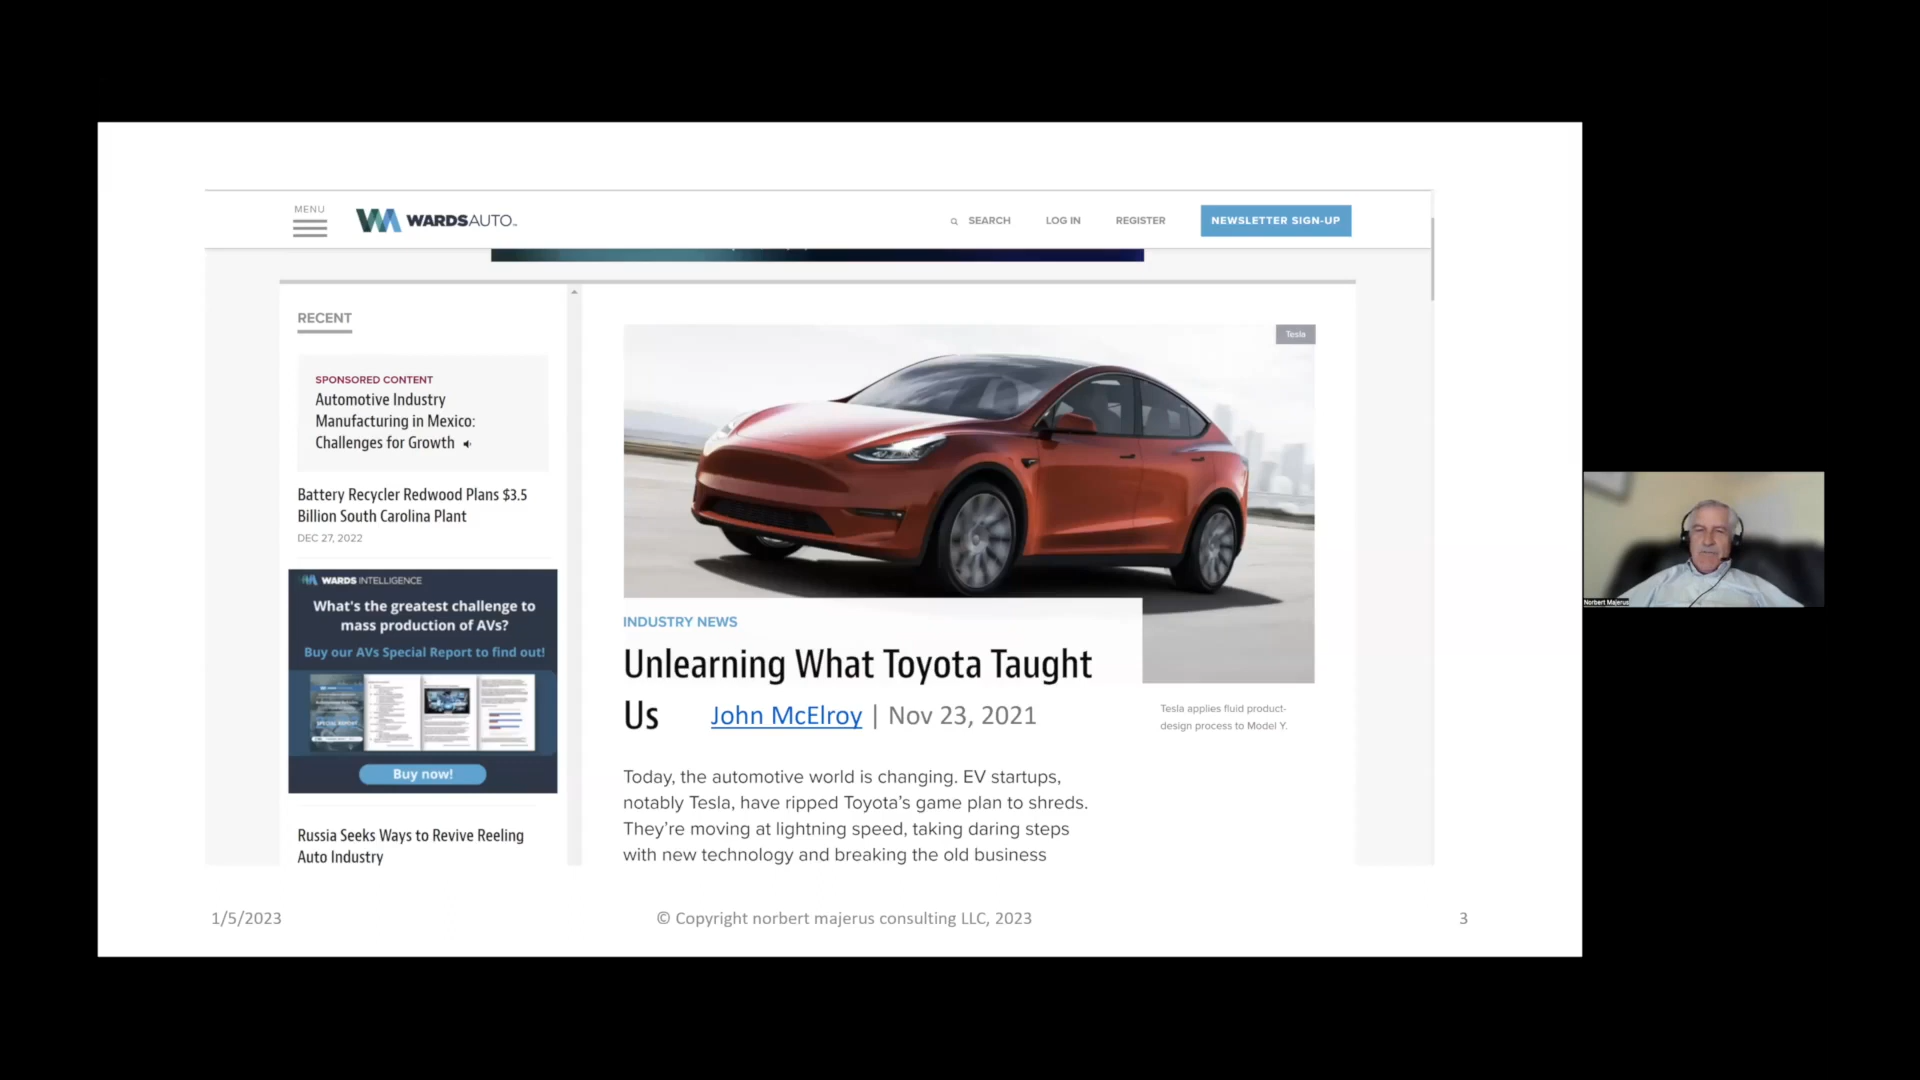 MENU
WARDSAUTO
SEARCH
LOG IN
REGISTER
NEWSLETTER SIGN-UP
RECENT
SPONSORED CONTENT
Automotive Industry
Manufacturing in Mexico:
Challenges for Growth
Battery Recycler Redwood Plans $3.5
Billion South Carolina Plant
DEC 27, 2022
WARDS INTELLIGENCE
What's the greatest challenge to
mass production of AVs?
Buy our AVs Special Report to find out!
Buy now!
Russia Seeks Ways to Revive Reeling
Auto Industry
Tesla
INDUSTRY NEWS
Unlearning What Toyota Taught
Us John McElroy | Nov 23, 2021
Tesla applies fluid product-
design process to Model Y.
Today, the automotive world is changing. EV startups,
notably Tesla, have ripped Toyota's game plan to shreds.
They're moving at lightning speed, taking daring steps
with new technology and breaking the old business
1/5/2023
© Copyright norbert majerus consulting LLC, 2023
3
Norbert Majerus